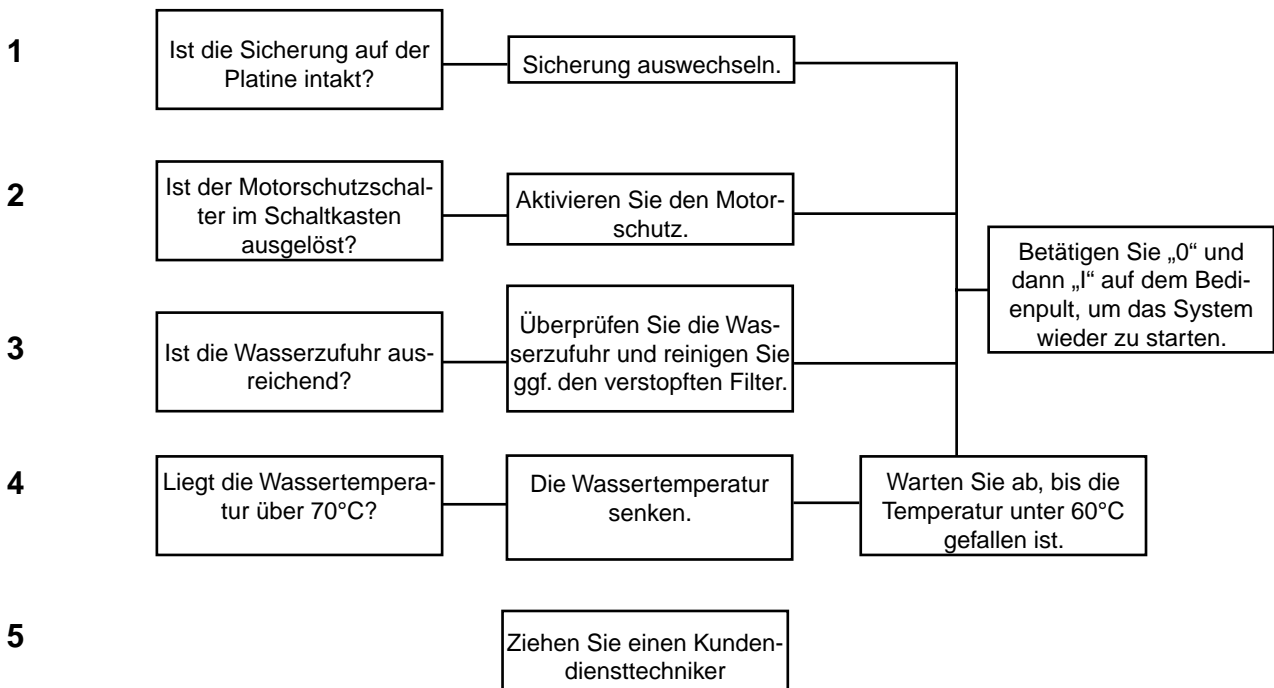 1
Ist die Sicherung auf der
Platine intakt?
Sicherung auswechseln.
2
Ist der Motorschutzschal-
ter im Schaltkasten
ausgelöst?
Aktivieren Sie den Motor-
schutz.
Betätigen Sie „0“ und
dann „I“ auf dem Bedi-
enpult, um das System
wieder zu starten.
3
Ist die Wasserzufuhr aus-
reichend?
Überprüfen Sie die Was-
serzufuhr und reinigen Sie
ggf. den verstopften Filter.
4
Liegt die Wassertempera-
tur über 70°C?
Die Wassertemperatur
senken.
Warten Sie ab, bis die
Temperatur unter 60°C
gefallen ist.
5
Ziehen Sie einen Kunden-
diensttechniker